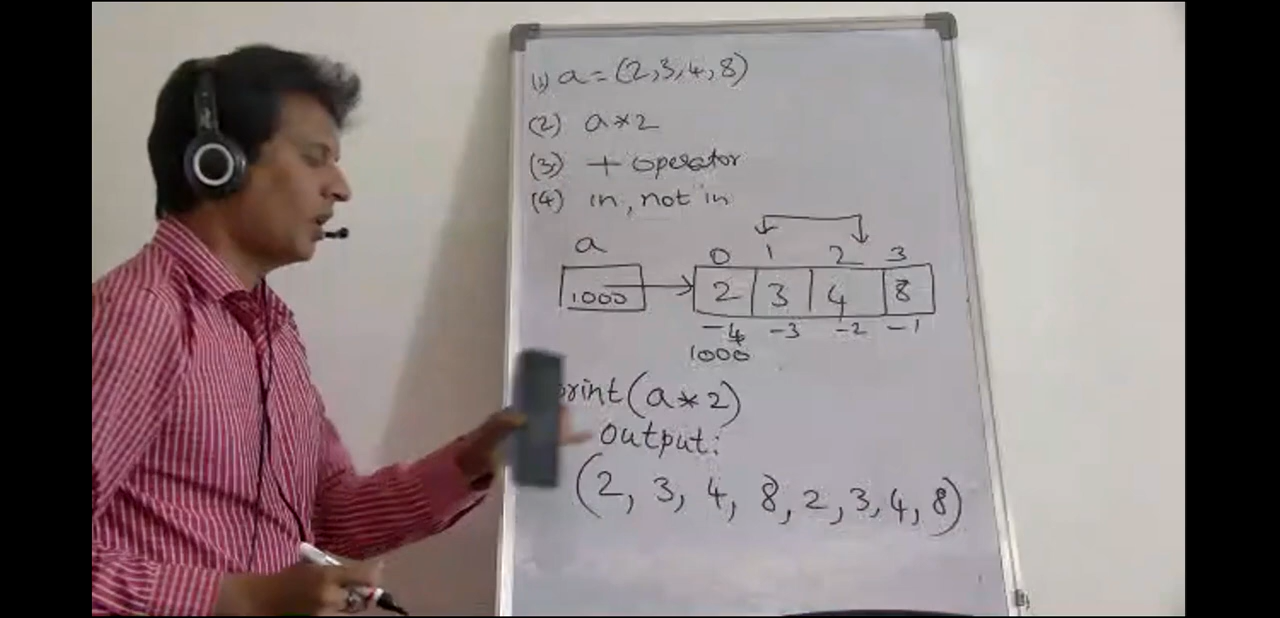 (1) a = (2,3,4,8)
(2) a*2
(3) + operator
(4) in, not in
a
0 1 2 3
1000 2 3 4 8
-4 -3 -2 -1
1000
print(a*2)
output:
(2, 3, 4, 8, 2, 3, 4, 8)